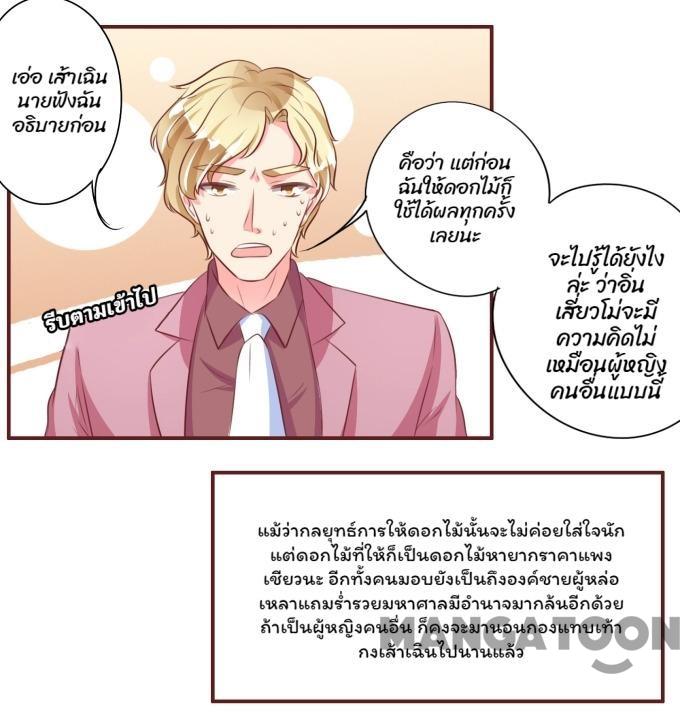 เอ่อ เส้าเฉิน
นายฟังฉัน
อธิบายก่อน
คือว่า แต่ก่อน
ฉันให้ดอกไม้ก็
ใช้ได้ผลทุกครั้ง
เลยนะ
จะไปรู้ได้ยังไง
ล่ะ ว่าอิ่น
เสี่ยวโม่จะมี
ความคิดไม่
เหมือนผู้หญิง
คนอื่นแบบนี้
รีบตามเข้าไป
แม้ว่ากลยุทธ์การให้ดอกไม้นั้นจะไม่ค่อยใส่ใจนัก
แต่ดอกไม้ที่ให้ก็เป็นดอกไม้หายากราคาแพง
เชียวนะ อีกทั้งคนมอบยังเป็นถึงองค์ชายผู้หล่อ
เหลาแถมร่ำรวยมหาศาลมีอำนาจมากล้นอีกด้วย
ถ้าเป็นผู้หญิงคนอื่น ก็คงจะมานอนกองแทบเท้า
กงเส้าเฉินไปนานแล้ว
MANGATOON